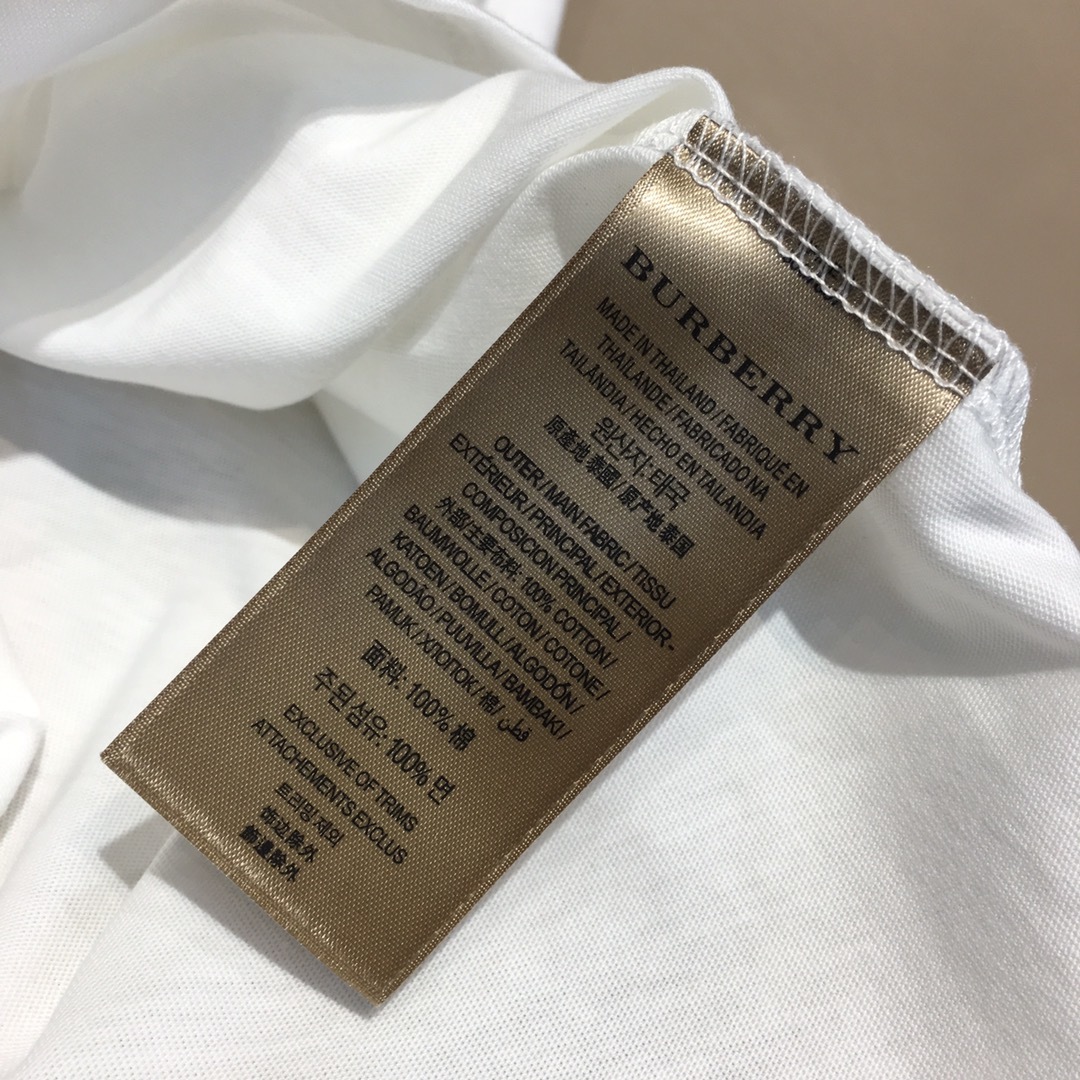 BURBERRY
MADE IN THAILAND / FABRIQUÉ EN
THAÏLANDE / FABRICADO NA
TAILÂNDIA / HECHO EN TAILANDIA
원산지: 태국
原產地 泰國 / 原产地 泰国
OUTER / MAIN FABRIC / TISSU
EXTÉRIEUR / PRINCIPAL / EXTERIOR-
COMPOSICION PRINCIPAL /
外部/主要布料: 100% COTTON /
BAUMWOLLE / COTON / COTONE /
KATOEN / BOMULL / ALGODÓN /
ALGODÃO / PUUVILLA / BAMBAKI /
PAMUK / ХЛОПОК / 棉 / قطن
面料: 100% 棉
주된섬유: 100% 면
EXCLUSIVE OF TRIMS
ATTACHEMENTS EXCLUS
트리밍 제외
饰边除外
飾邊除外